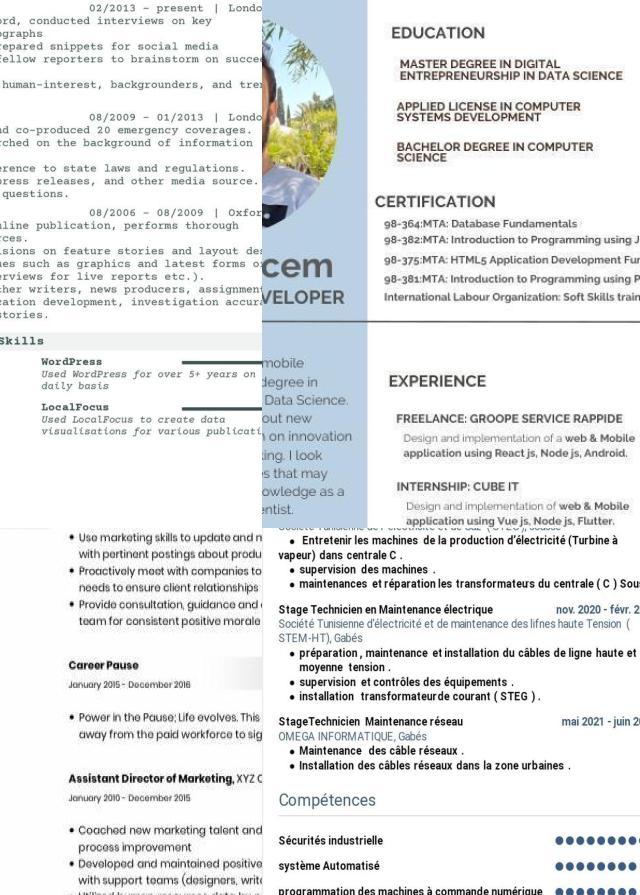 02/2013 – present | Londo
ord, conducted interviews on key
ographs
repared snippets for social media
fellow reporters to brainstorm on succe
human-interest, backgrounders, and tre
08/2009 – 01/2013 | Londo
nd co-produced 20 emergency coverages.
rched on the background of information
erence to state laws and regulations.
press releases, and other media source.
questions.
08/2006 – 08/2009 | Oxfor
nline publication, performs thorough
rces.
isions on feature stories and layout des
nes such as graphics and latest forms o
erviews for live reports etc.).
ther writers, news producers, assignment
cation development, investigation accura
stories.
Skills
WordPress
Used WordPress for over 5+ years on
daily basis
LocalFocus
Used LocalFocus to create data
visualisations for various publicati
EDUCATION
MASTER DEGREE IN DIGITAL
ENTREPRENEURSHIP IN DATA SCIENCE
APPLIED LICENSE IN COMPUTER
SYSTEMS DEVELOPMENT
BACHELOR DEGREE IN COMPUTER
SCIENCE
CERTIFICATION
98-364:MTA: Database Fundamentals
98-382:MTA: Introduction to Programming using J
98-375:MTA: HTML5 Application Development Fu
98-381:MTA: Introduction to Programming using P
International Labour Organization: Soft Skills train
cem
VELOPER
mobile
degree in
Data Science.
out new
n on innovation
king. I look
es that may
owledge as a
entist.
EXPERIENCE
FREELANCE: GROOPE SERVICE RAPPIDE
Design and implementation of a web & Mobile
application using React js, Node js, Android.
INTERNSHIP: CUBE IT
Design and implementation of web & Mobile
application using Vue js, Node js, Flutter.
• Use marketing skills to update and m
with pertinent postings about produ
• Proactively meet with companies to
needs to ensure client relationships
• Provide consultation, guidance and
team for consistent positive morale
Career Pause
January 2015 - December 2016
• Power in the Pause; Life evolves. This
away from the paid workforce to sig
Assistant Director of Marketing, XYZ C
January 2010 - December 2015
• Coached new marketing talent and
process improvement
• Developed and maintained positive
with support teams (designers, write
• Entretenir les machines de la production d'électricité (Turbine à
vapeur) dans centrale C .
• supervision des machines .
• maintenances et réparation les transformateurs du centrale ( C ) Sous
Stage Technicien en Maintenance électrique nov. 2020 - févr. 2
Société Tunisienne d'électricité et de maintenance des lifnes haute Tension (
STEM-HT), Gabés
• préparation , maintenance et installation du câbles de ligne haute et
moyenne tension .
• supervision et contrôles des équipements .
• installation transformateur de courant ( STEG ) .
StageTechnicien Maintenance réseau mai 2021 - juin 2
OMEGA INFORMATIQUE, Gabés
• Maintenance des câble réseaux .
• Installation des câbles réseaux dans la zone urbaines .
Compétences
Sécurités industrielle
système Automatisé
programmation des machines à commande numérique